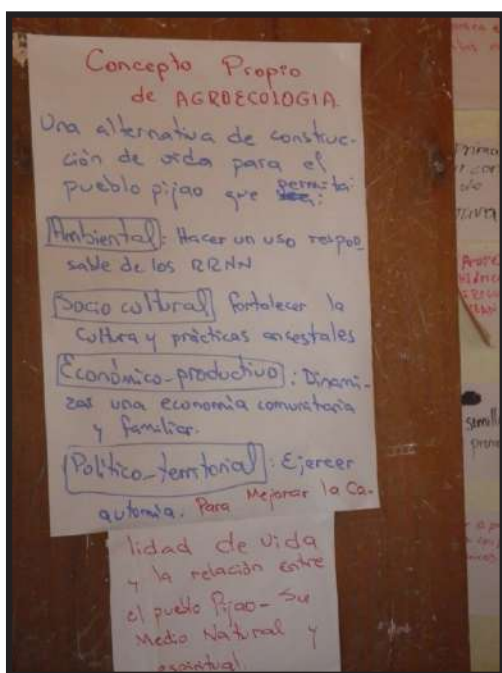 Concepto Propio
de AGROECOLOGIA
Una alternativa de construc-
ción de vida para el
pueblo pijao que permita:
Ambiental: Hacer un uso respon
sable de los RRNN
Socio cultural fortalecer la
cultura y prácticas ancestrales
Económico-productivo: Dinami-
zar una economía comunitaria
y familiar.
Político-territorial: Ejercer
autonomía. Para Mejorar la Ca-
lidad de vida
y la relación entre
el pueblo Pijao - Su
Medio Natural y
espiritual.